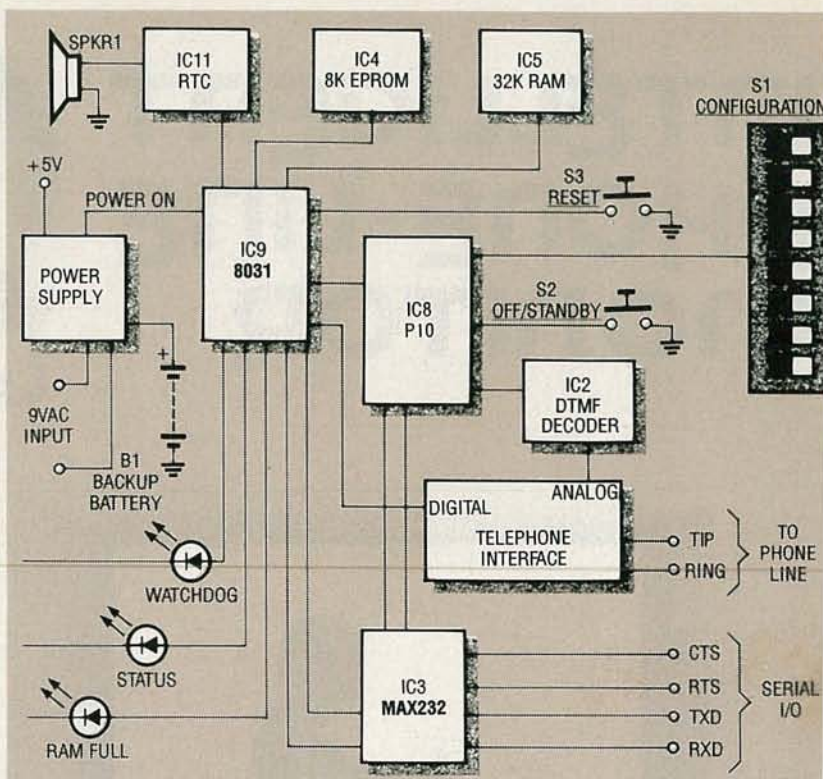 SPKR1
IC11
RTC
IC4
8K EPROM
IC5
32K RAM
S1
CONFIGURATION
+5V
POWER ON
S3
RESET
POWER
SUPPLY
IC9
8031
IC8
P10
S2
OFF/STANDBY
9VAC
INPUT
+
B1
BACKUP
BATTERY
IC2
DTMF
DECODER
DIGITAL
ANALOG
TELEPHONE
INTERFACE
TIP
RING
TO
PHONE
LINE
WATCHDOG
STATUS
RAM FULL
IC3
MAX232
CTS
RTS
TXD
RXD
SERIAL
I/O